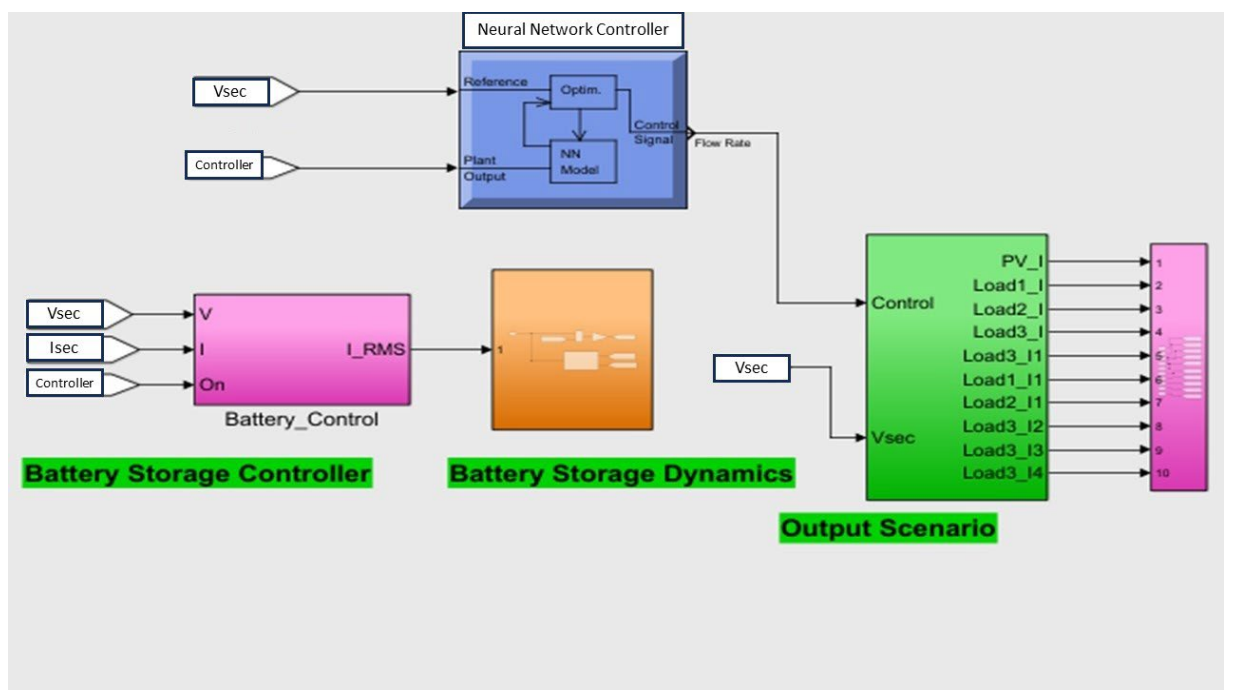 Neural Network Controller
Vsec
Reference
Optim.
Control
Signal
Flow Rate
Controller
Plant
Output
NN
Model
Vsec
Isec
Controller
V
I
On
I_RMS
Battery_Control
1
Battery Storage Controller
Battery Storage Dynamics
Vsec
Control
Vsec
PV_I
Load1_I
Load2_I
Load3_I
Load3_I1
Load1_I1
Load2_I1
Load3_I2
Load3_I3
Load3_I4
1
2
3
4
5
6
7
8
9
10
Output Scenario